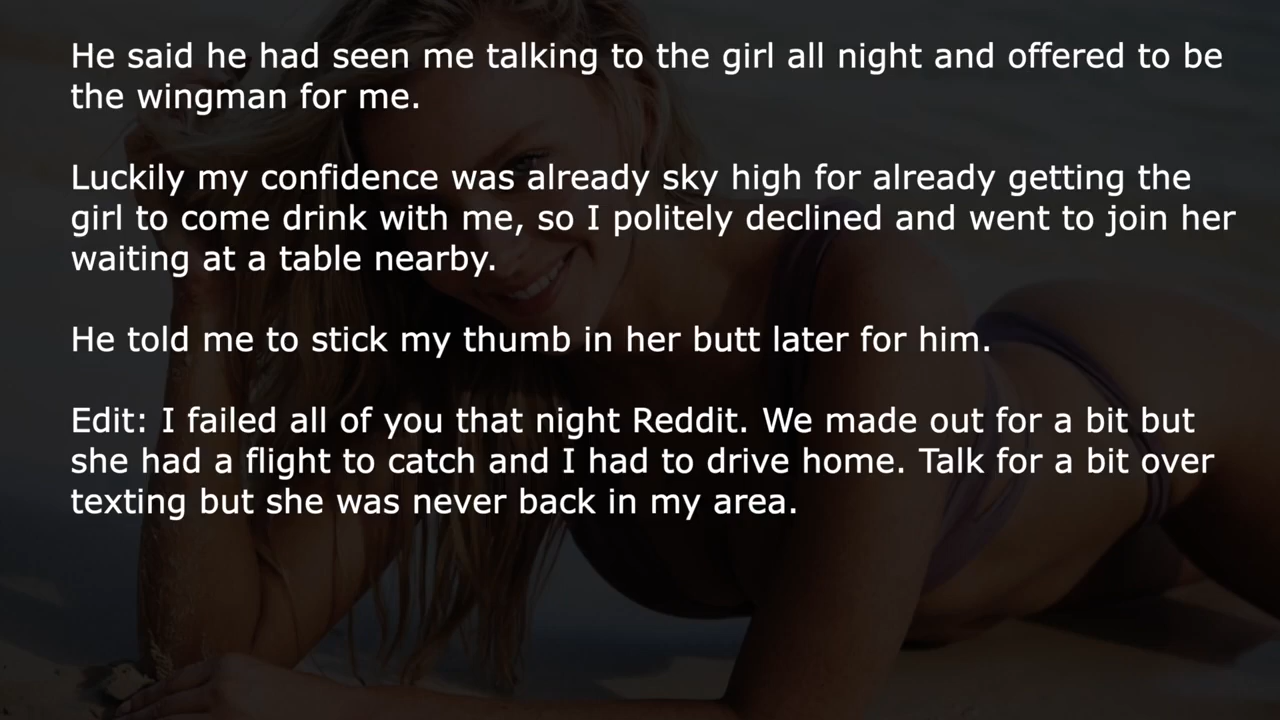 He said he had seen me talking to the girl all night and offered to be
the wingman for me.
Luckily my confidence was already sky high for already getting the
girl to come drink with me, so I politely declined and went to join her
waiting at a table nearby.
He told me to stick my thumb in her butt later for him.
Edit: I failed all of you that night Reddit. We made out for a bit but
she had a flight to catch and I had to drive home. Talk for a bit over
texting but she was never back in my area.